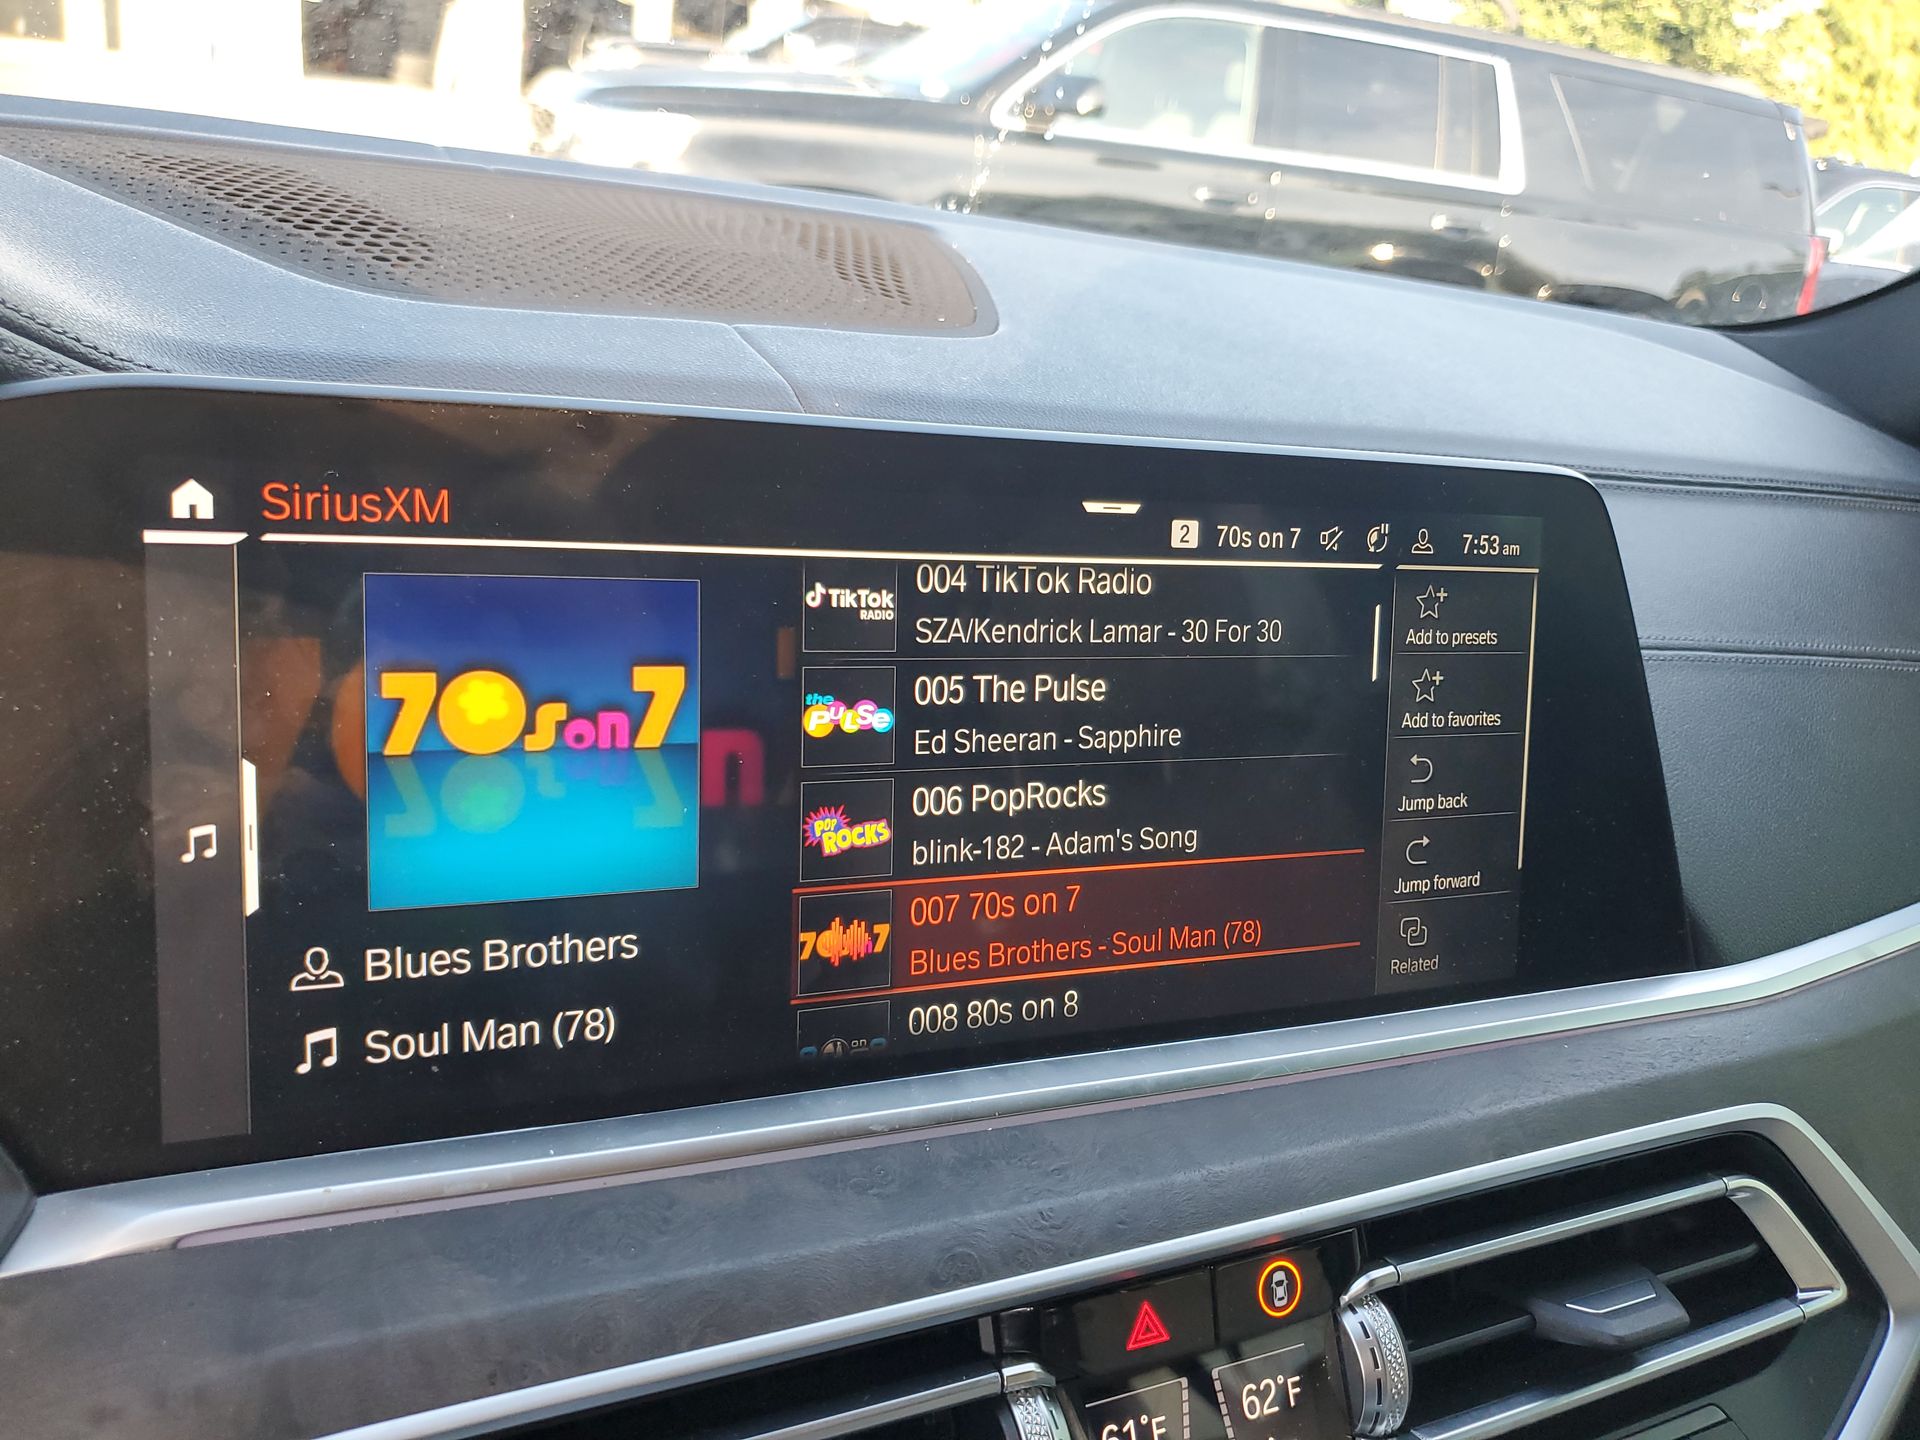 SiriusXM
2 70s on 7 7:53 am
70s on 7
Blues Brothers
Soul Man (78)
TikTok
RADIO
004 TikTok Radio
SZA/Kendrick Lamar - 30 For 30
the
PULSE
005 The Pulse
Ed Sheeran - Sapphire
POP
ROCKS
006 PopRocks
blink-182 - Adam's Song
007 70s on 7
Blues Brothers - Soul Man (78)
008 80s on 8
Add to presets
Add to favorites
Jump back
Jump forward
Related
61°F
62°F